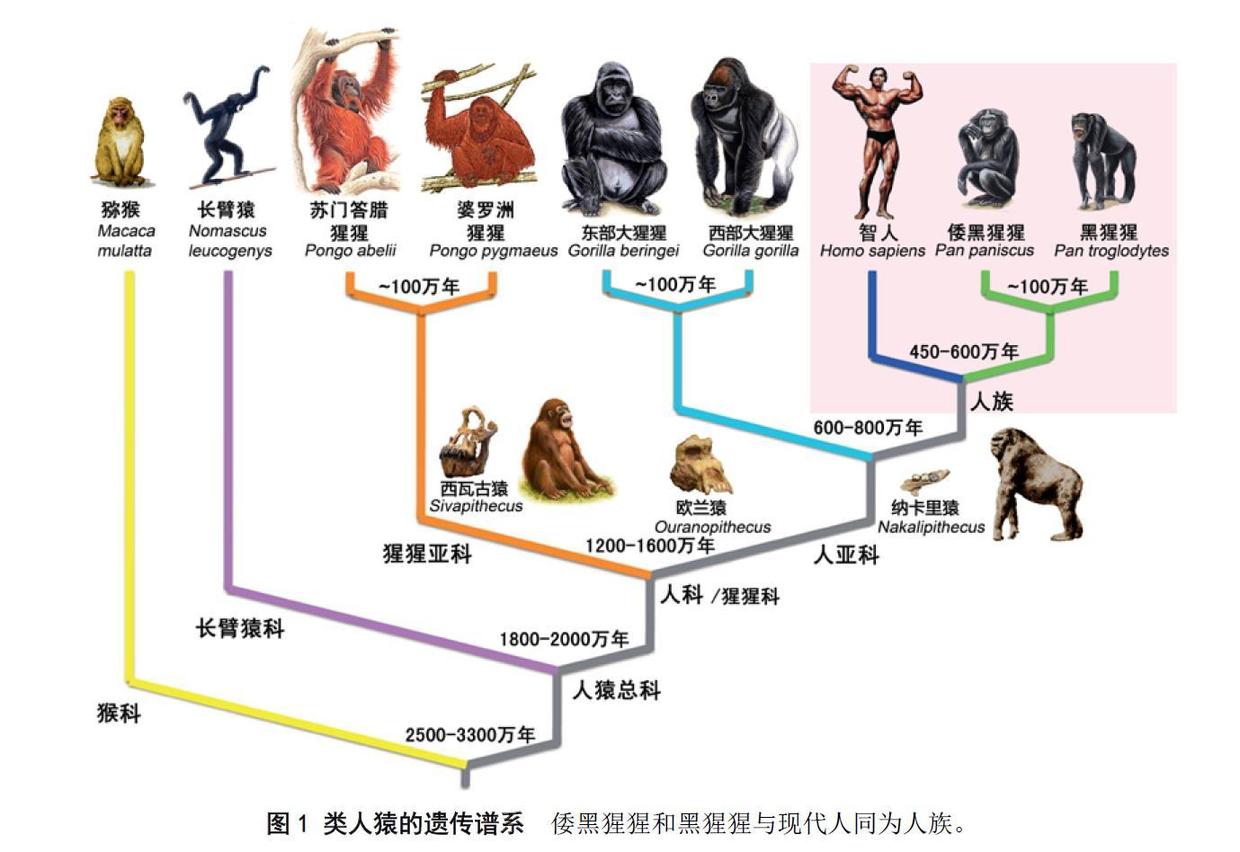 猕猴
Macaca
mulatta
长臂猿
Nomascus
leucogenys
苏门答腊
猩猩
Pongo abelii
婆罗洲
猩猩
Pongo pygmaeus
东部大猩猩
Gorilla beringei
西部大猩猩
Gorilla gorilla
智人
Homo sapiens
倭黑猩猩
Pan paniscus
黑猩猩
Pan troglodytes
~100万年
~100万年
~100万年
450-600万年
人族
600-800万年
西瓦古猿
Sivapithecus
欧兰猿
Ouranopithecus
纳卡里猿
Nakalipithecus
猩猩亚科
1200-1600万年
人亚科
人科 /猩猩科
长臂猿科
1800-2000万年
人猿总科
猴科
2500-3300万年
图 1 类人猿的遗传谱系 倭黑猩猩和黑猩猩与现代人同为人族。